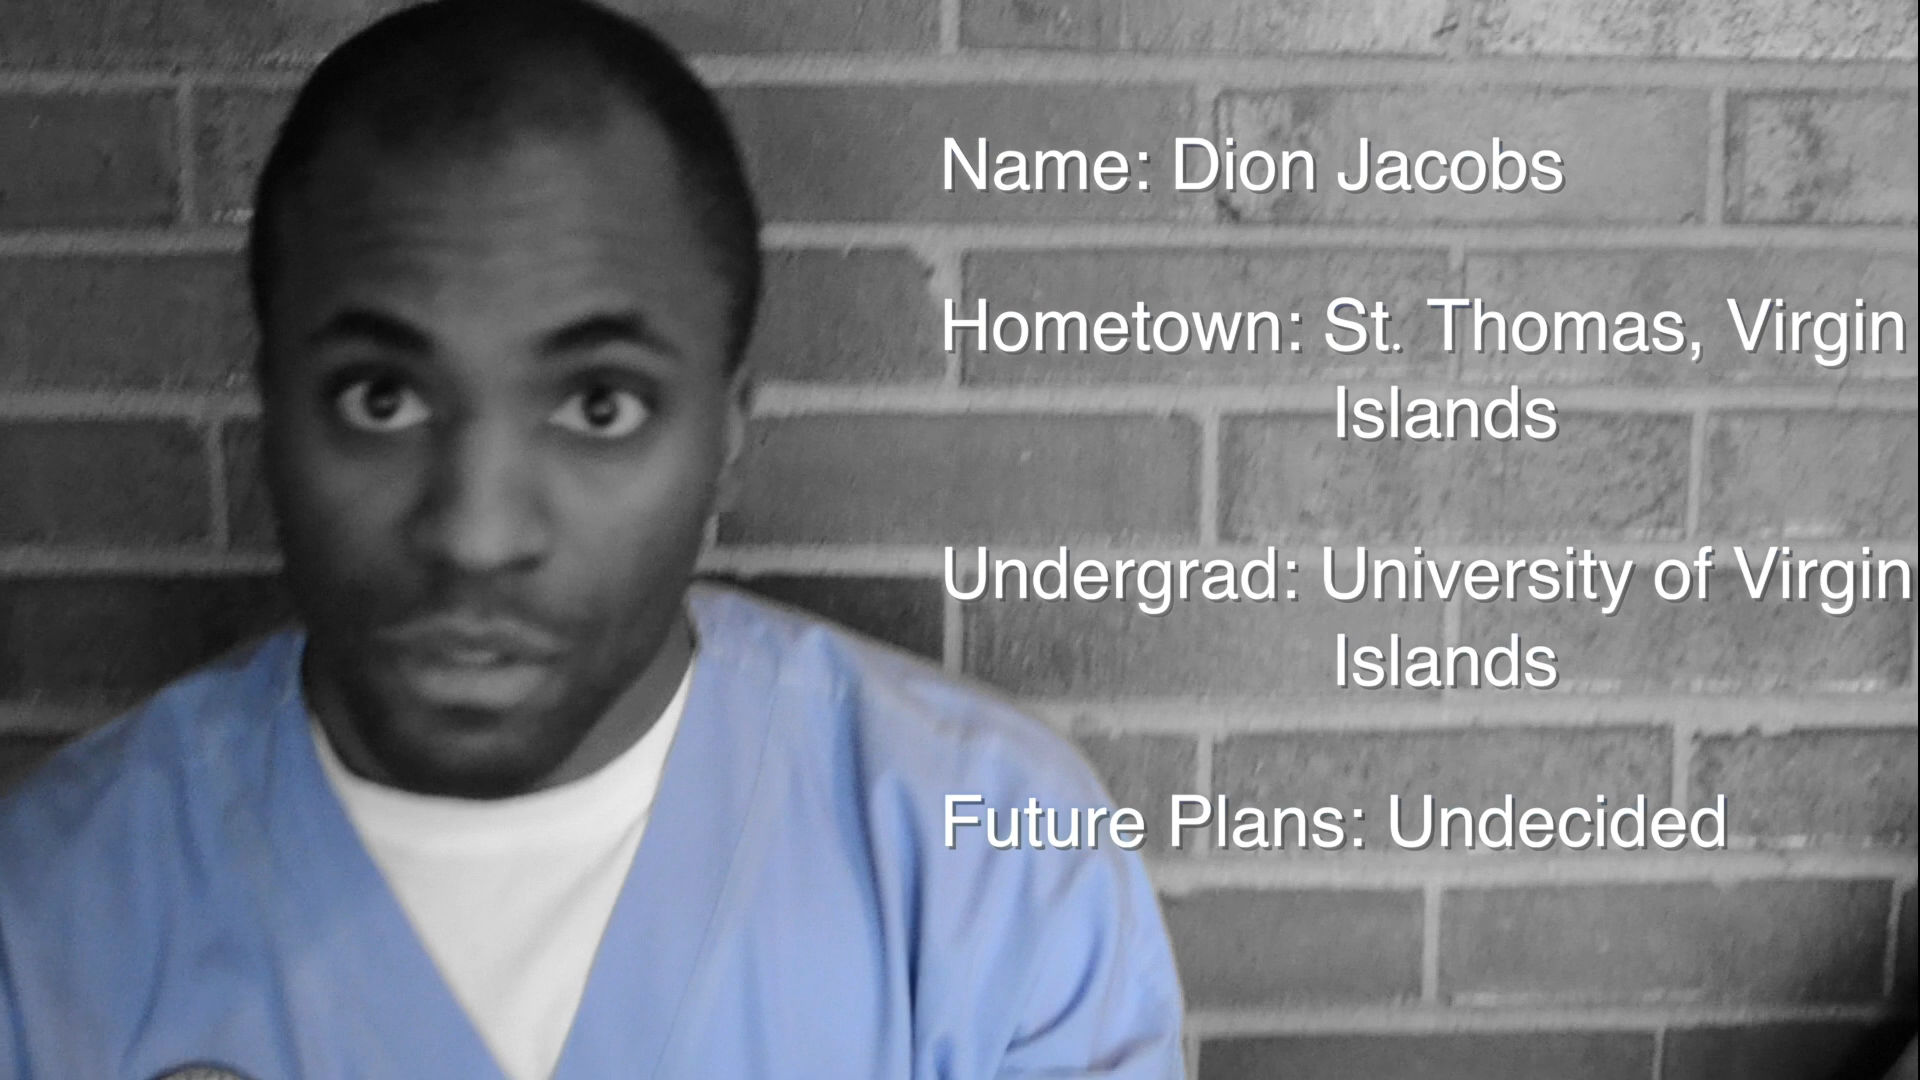 Name: Dion Jacobs
Hometown: St. Thomas, Virgin
Islands
Undergrad: University of Virgin
Islands
Future Plans: Undecided